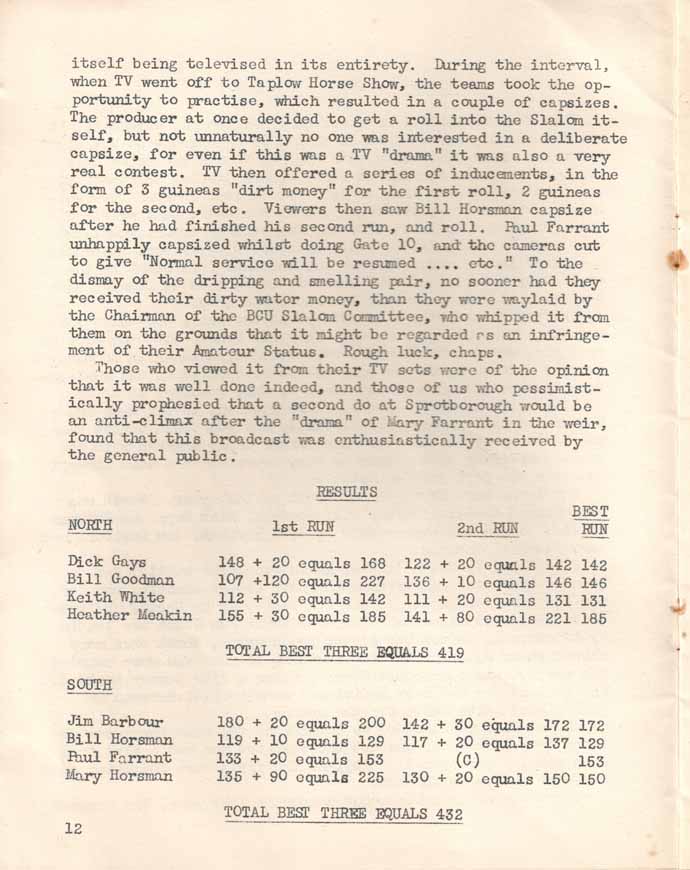 itself being televised in its entirety. During the interval,
when TV went off to Taplow Horse Show, the teams took the op-
portunity to practise, which resulted in a couple of capsizes.
The producer at once decided to get a roll into the Slalom it-
self, but not unnaturally no one was interested in a deliberate
capsize, for even if this was a TV "drama" it was also a very
real contest. TV then offered a series of inducements, in the
form of 3 guineas "dirt money" for the first roll, 2 guineas
for the second, etc. Viewers then saw Bill Horsman capsize
after he had finished his second run, and roll. Paul Farrant
unhappily capsized whilst doing Gate 10, and the cameras cut
to give "Normal service will be resumed .... etc." To the
dismay of the dripping and smelling pair, no sooner had they
received their dirty water money, than they were waylaid by
the Chairman of the BCU Slalom Committee, who whipped it from
them on the grounds that it might be regarded as an infringe-
ment of their Amateur Status. Rough luck, chaps.
Those who viewed it from their TV sets were of the opinion
that it was well done indeed, and those of us who pessimist-
ically prophesied that a second do at Sprotborough would be
an anti-climax after the "drama" of Mary Farrant in the weir,
found that this broadcast was enthusiastically received by
the general public.
RESULTS
NORTH 1st RUN 2nd RUN BEST RUN
Dick Gays 148 + 20 equals 168 122 + 20 equals 142 142
Bill Goodman 107 +120 equals 227 136 + 10 equals 146 146
Keith White 112 + 30 equals 142 111 + 20 equals 131 131
Heather Meakin 155 + 30 equals 185 141 + 80 equals 221 185
TOTAL BEST THREE EQUALS 419
SOUTH
Jim Barbour 180 + 20 equals 200 142 + 30 equals 172 172
Bill Horsman 119 + 10 equals 129 117 + 20 equals 137 129
Paul Farrant 133 + 20 equals 153 (C) 153
Mary Horsman 135 + 90 equals 225 130 + 20 equals 150 150
TOTAL BEST THREE EQUALS 432
12